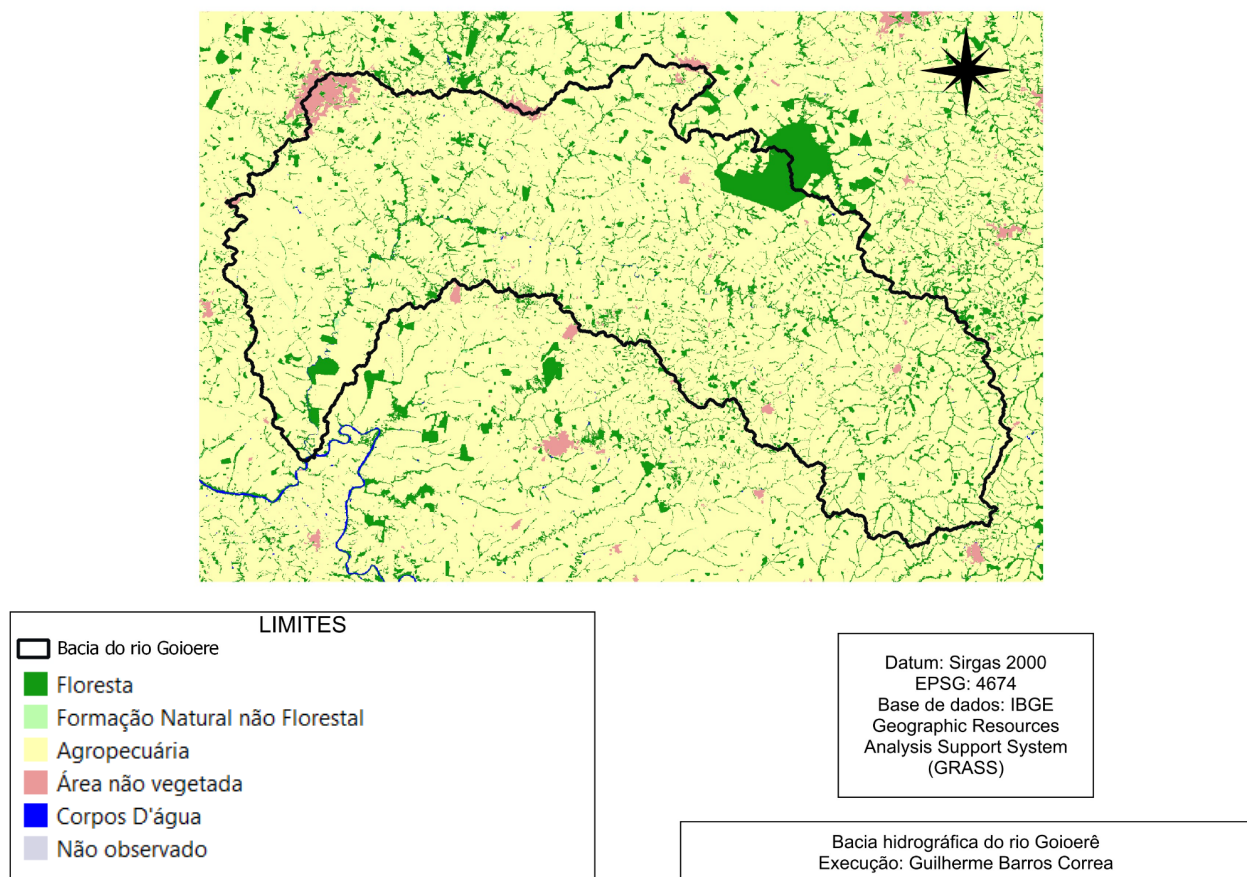 LIMITES
Bacia do rio Goioere
Floresta
Formação Natural não Florestal
Agropecuária
Área não vegetada
Corpos D'água
Não observado
Datum: Sirgas 2000
EPSG: 4674
Base de dados: IBGE
Geographic Resources
Analysis Support System
(GRASS)
Bacia hidrográfica do rio Goioerê
Execução: Guilherme Barros Correa